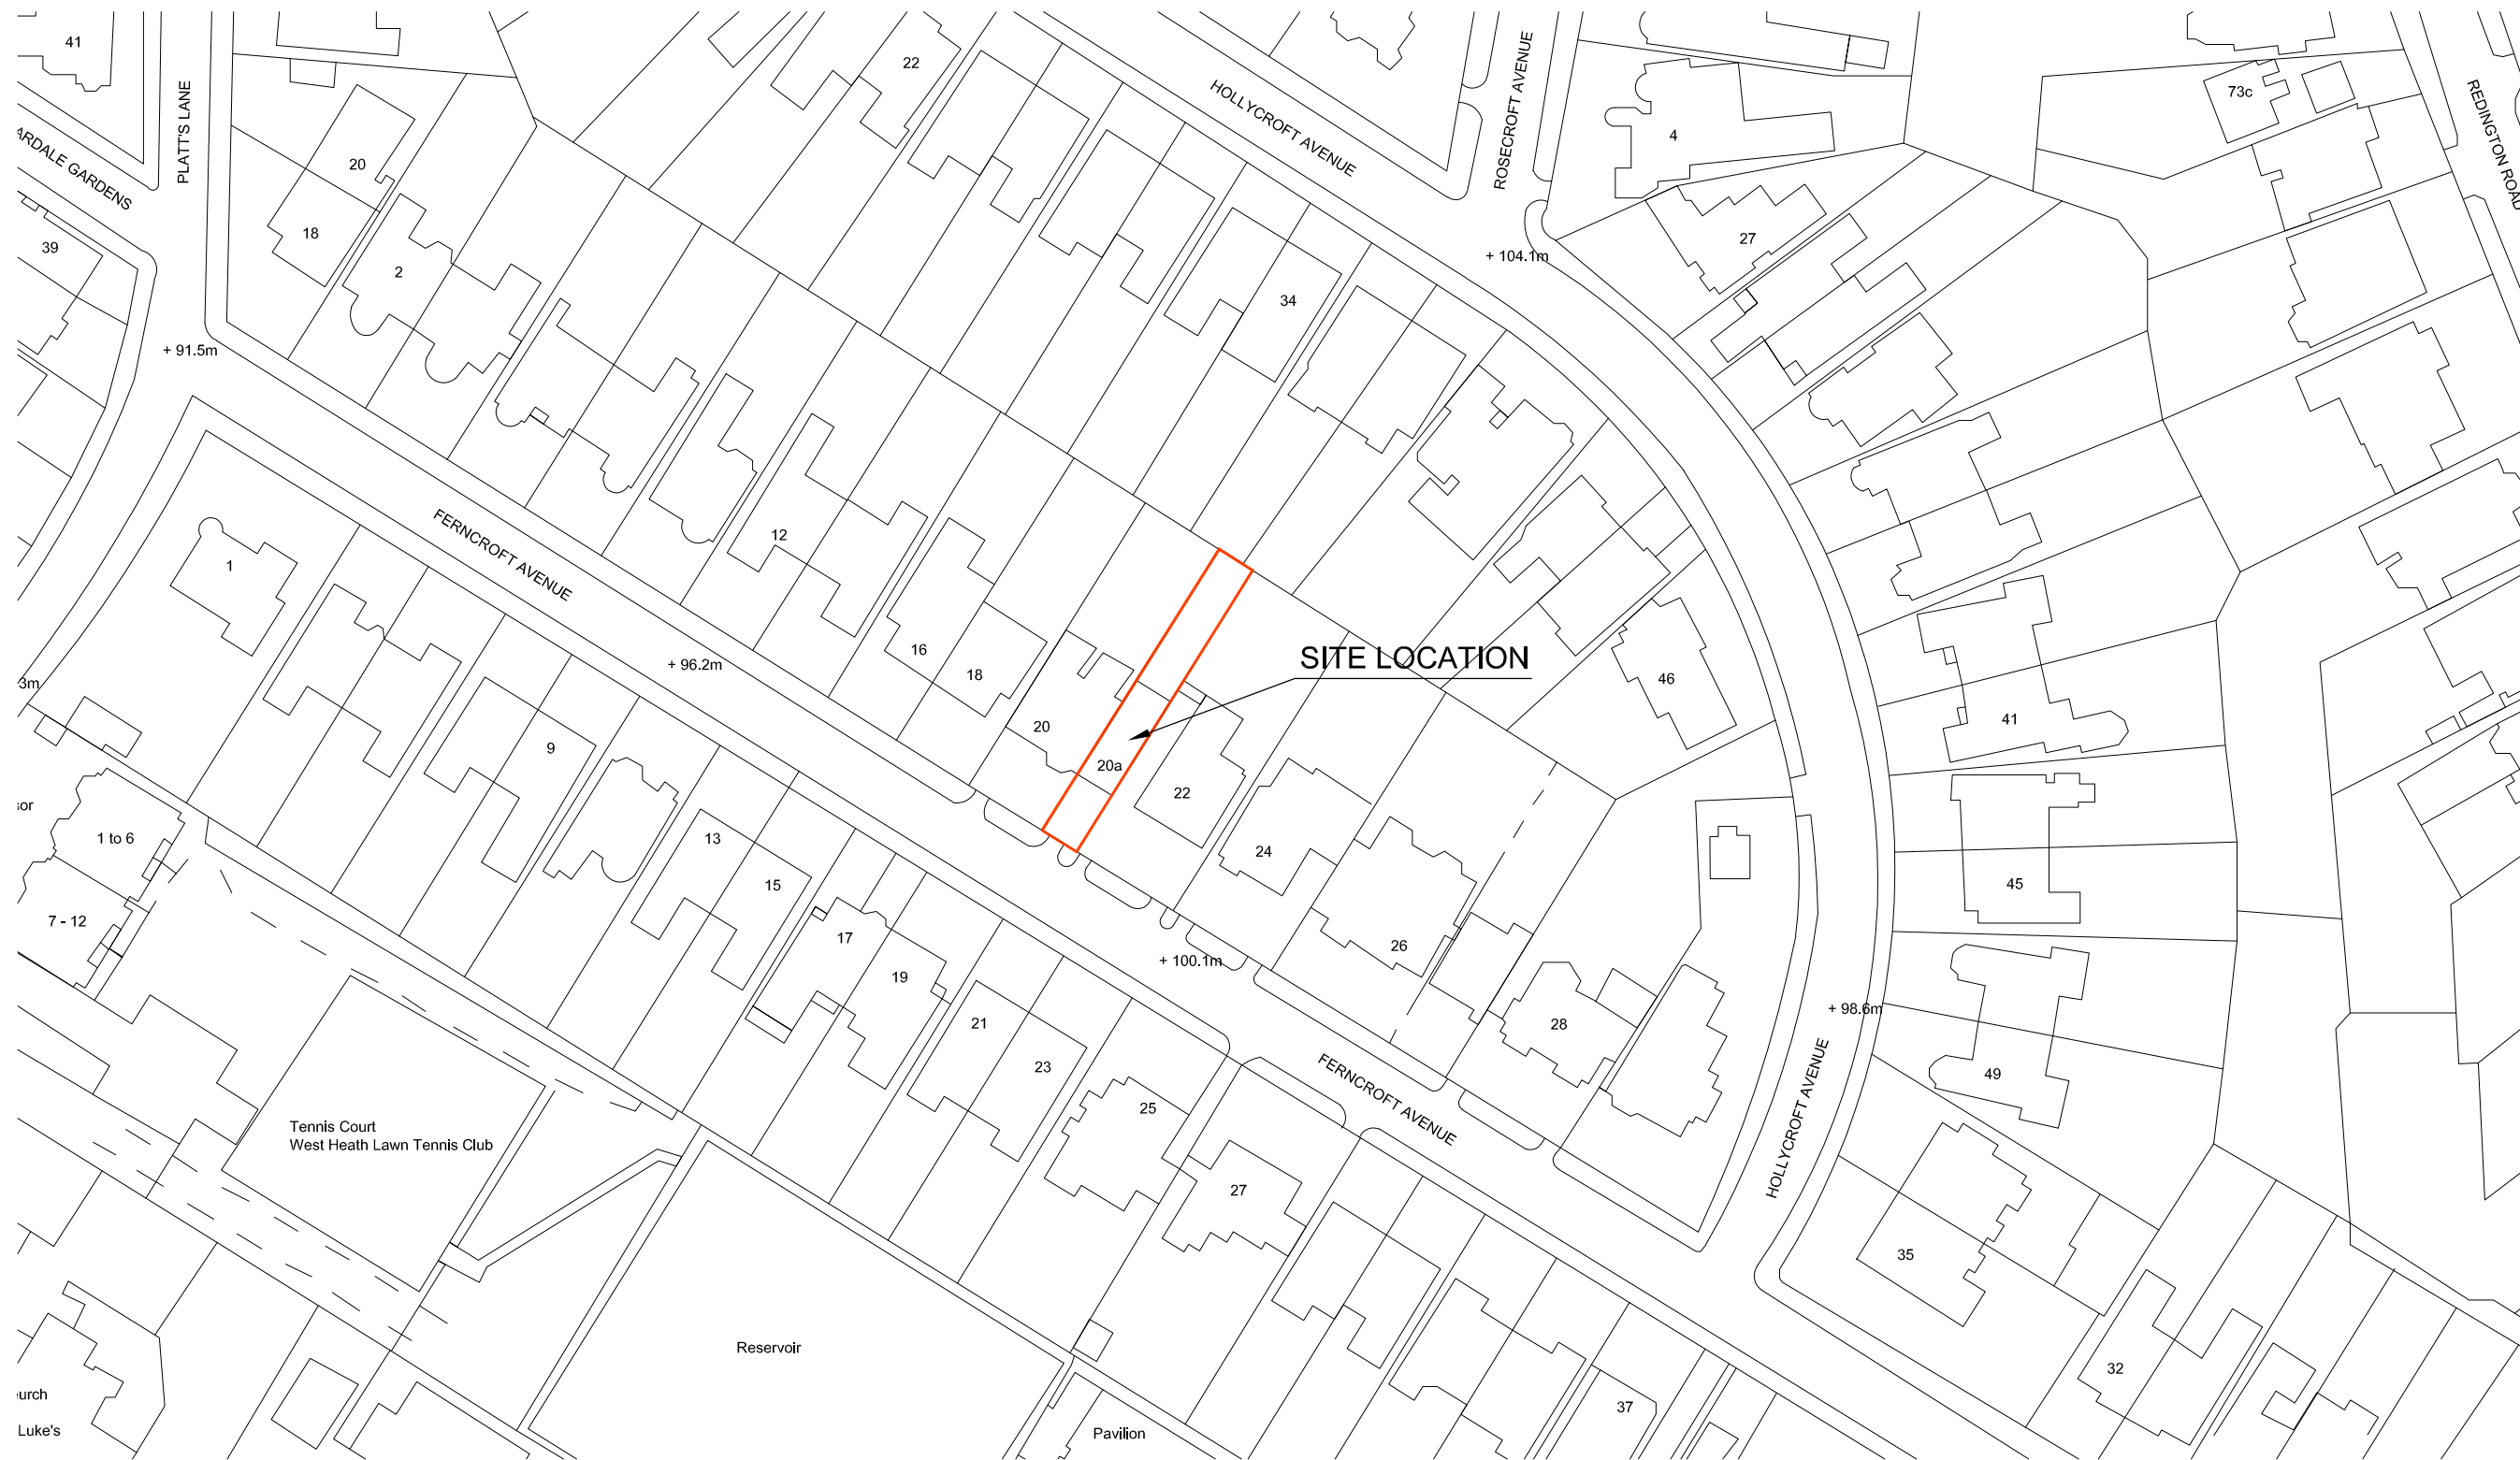 41
22
HOLLYCROFT AVENUE
ROSECROFT AVENUE
73c
REDINGTON ROAD
PLATT'S LANE
ARDALE GARDENS
20
4
18
39
2
27
+ 104.1m
34
+ 91.5m
FERNCROFT AVENUE
12
1
16
18
+ 96.2m
SITE LOCATION
3m
46
20
41
9
20a
22
sor
1 to 6
13
24
15
45
7 - 12
17
26
19
+ 100.1m
21
28
+ 98.6m
23
FERNCROFT AVENUE
HOLLYCROFT AVENUE
49
25
Tennis Court
West Heath Lawn Tennis Club
27
35
Reservoir
32
urch
37
Luke's
Pavilion